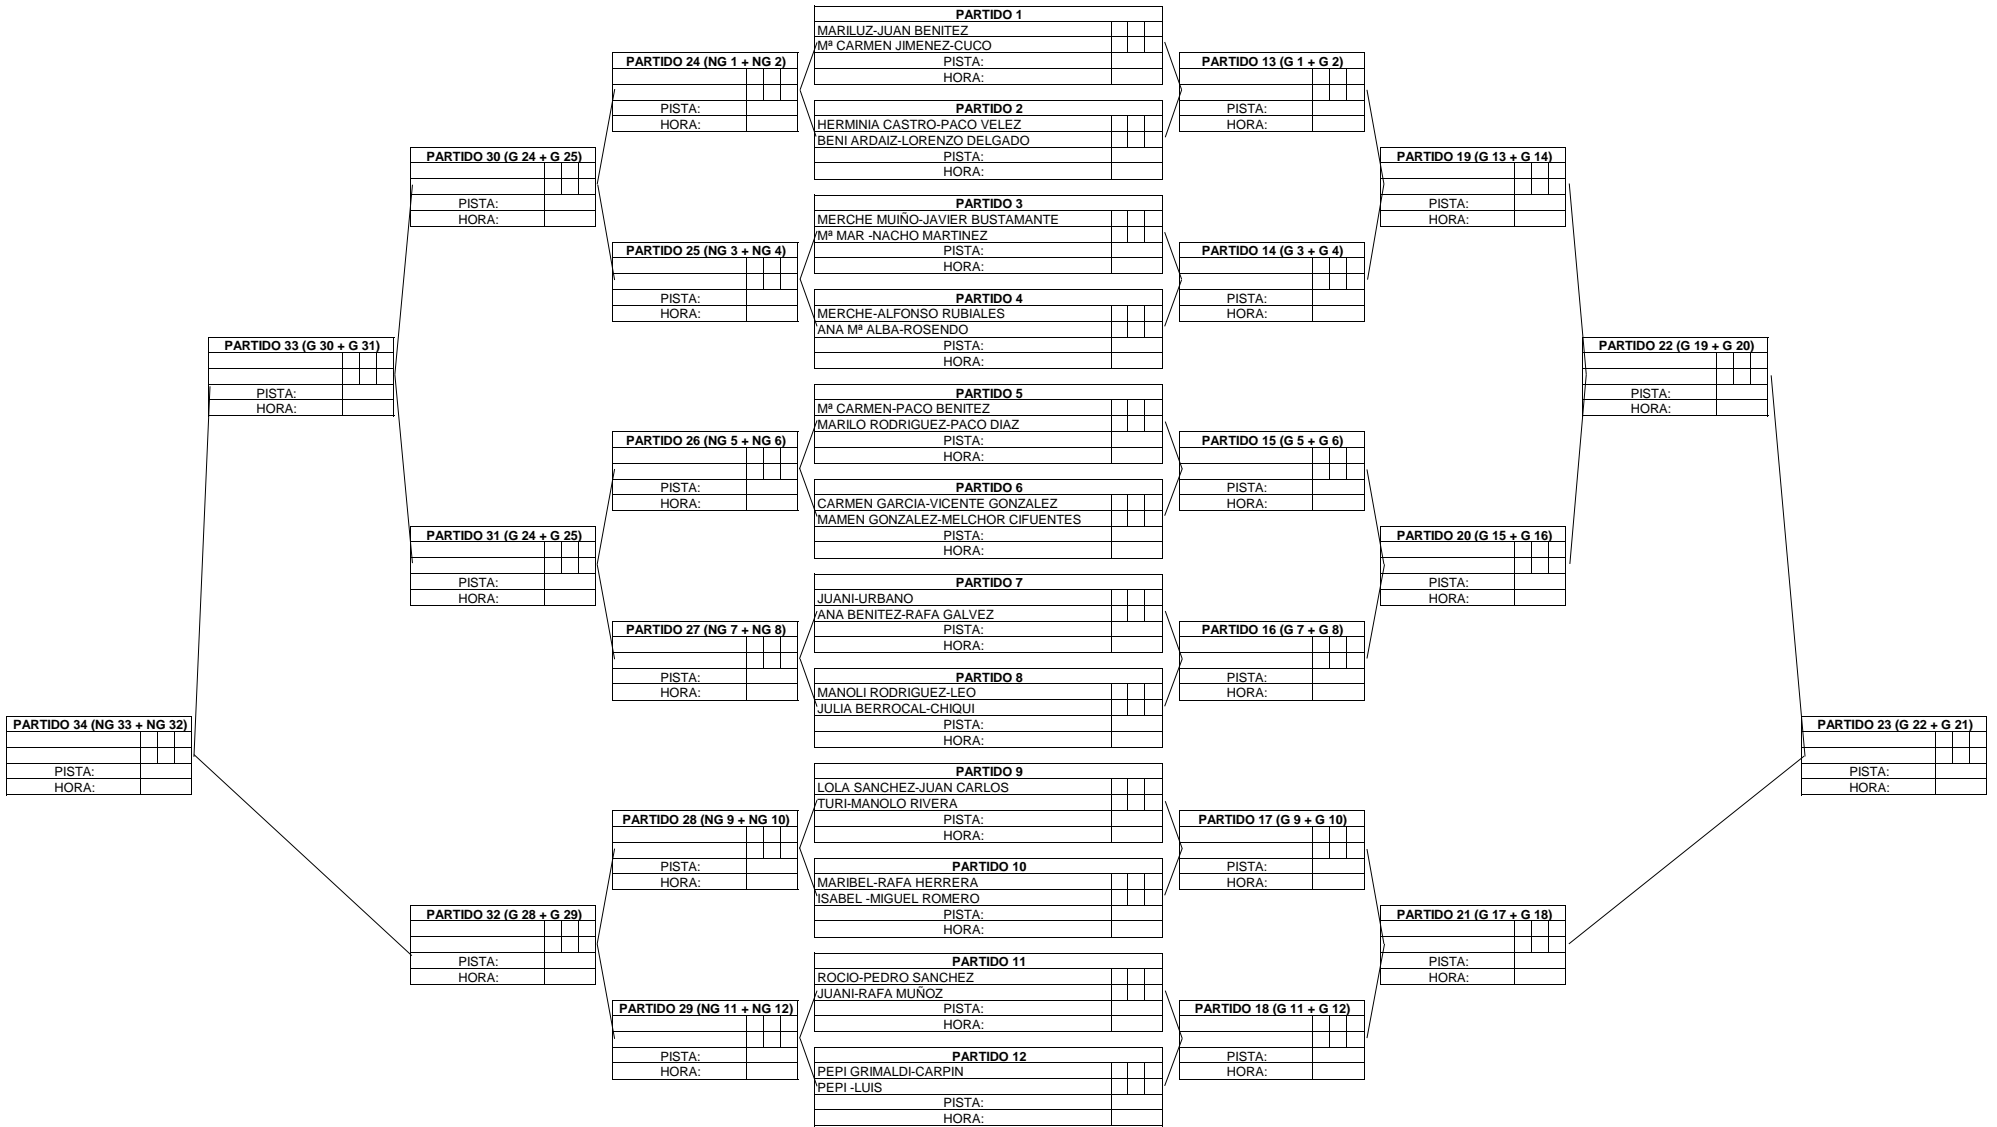 PARTIDO 1
MARILUZ-JUAN BENITEZ
Mª CARMEN JIMENEZ-CUCO
PISTA:
HORA:
PARTIDO 24 (NG 1 + NG 2)
PISTA:
HORA:
PARTIDO 13 (G 1 + G 2)
PISTA:
HORA:
PARTIDO 2
HERMINIA CASTRO-PACO VELEZ
BENI ARDAIZ-LORENZO DELGADO
PISTA:
HORA:
PARTIDO 30 (G 24 + G 25)
PISTA:
HORA:
PARTIDO 19 (G 13 + G 14)
PISTA:
HORA:
PARTIDO 3
MERCHE MUIÑO-JAVIER BUSTAMANTE
Mª MAR -NACHO MARTINEZ
PISTA:
HORA:
PARTIDO 25 (NG 3 + NG 4)
PISTA:
HORA:
PARTIDO 14 (G 3 + G 4)
PISTA:
HORA:
PARTIDO 4
MERCHE-ALFONSO RUBIALES
ANA Mª ALBA-ROSENDO
PISTA:
HORA:
PARTIDO 33 (G 30 + G 31)
PISTA:
HORA:
PARTIDO 22 (G 19 + G 20)
PISTA:
HORA:
PARTIDO 5
Mª CARMEN-PACO BENITEZ
MARILO RODRIGUEZ-PACO DIAZ
PISTA:
HORA:
PARTIDO 26 (NG 5 + NG 6)
PISTA:
HORA:
PARTIDO 15 (G 5 + G 6)
PISTA:
HORA:
PARTIDO 6
CARMEN GARCIA-VICENTE GONZALEZ
MAMEN GONZALEZ-MELCHOR CIFUENTES
PISTA:
HORA:
PARTIDO 31 (G 24 + G 25)
PISTA:
HORA:
PARTIDO 20 (G 15 + G 16)
PISTA:
HORA:
PARTIDO 7
JUANI-URBANO
ANA BENITEZ-RAFA GALVEZ
PISTA:
HORA:
PARTIDO 27 (NG 7 + NG 8)
PISTA:
HORA:
PARTIDO 16 (G 7 + G 8)
PISTA:
HORA:
PARTIDO 8
MANOLI RODRIGUEZ-LEO
JULIA BERROCAL-CHIQUI
PISTA:
HORA:
PARTIDO 34 (NG 33 + NG 32)
PISTA:
HORA:
PARTIDO 23 (G 22 + G 21)
PISTA:
HORA:
PARTIDO 9
LOLA SANCHEZ-JUAN CARLOS
TURI-MANOLO RIVERA
PISTA:
HORA:
PARTIDO 28 (NG 9 + NG 10)
PISTA:
HORA:
PARTIDO 17 (G 9 + G 10)
PISTA:
HORA:
PARTIDO 10
MARIBEL-RAFA HERRERA
ISABEL -MIGUEL ROMERO
PISTA:
HORA:
PARTIDO 32 (G 28 + G 29)
PISTA:
HORA:
PARTIDO 21 (G 17 + G 18)
PISTA:
HORA:
PARTIDO 11
ROCIO-PEDRO SANCHEZ
JUANI-RAFA MUÑOZ
PISTA:
HORA:
PARTIDO 29 (NG 11 + NG 12)
PISTA:
HORA:
PARTIDO 18 (G 11 + G 12)
PISTA:
HORA:
PARTIDO 12
PEPI GRIMALDI-CARPIN
PEPI -LUIS
PISTA:
HORA: